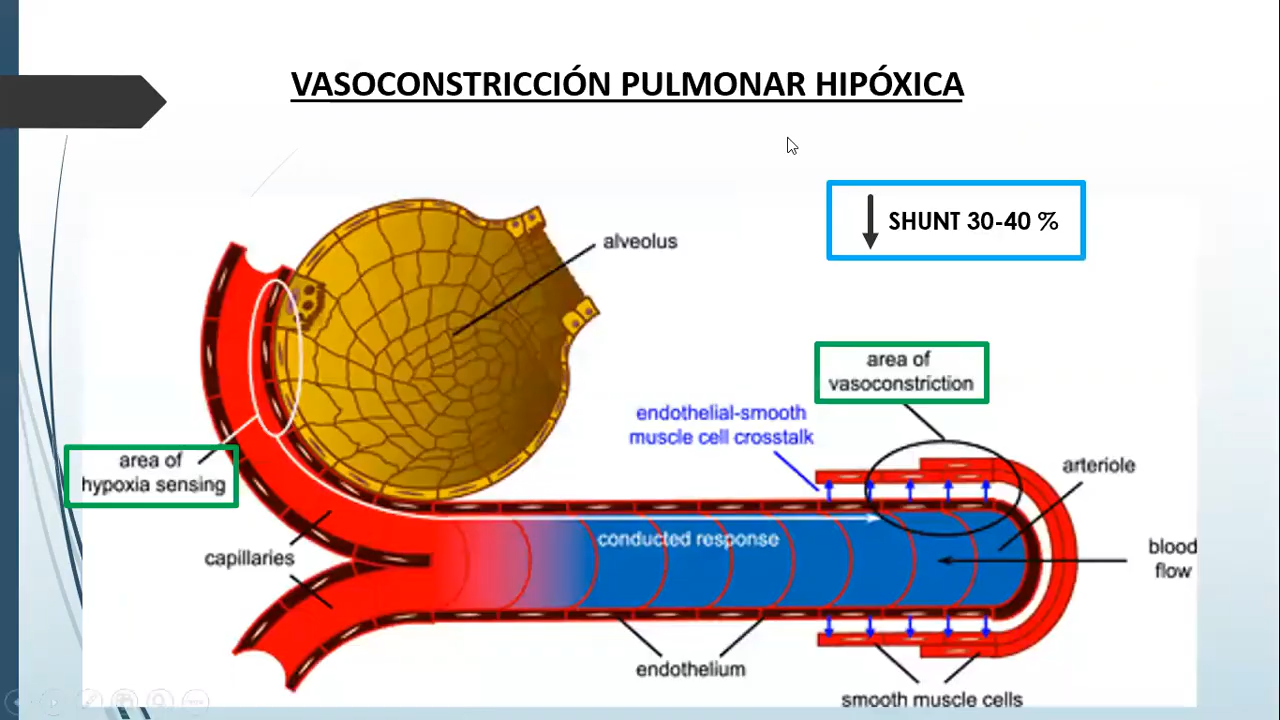 VASOCONSTRICCIÓN PULMONAR HIPÓXICA
SHUNT 30-40 %
alveolus
area of
vasoconstriction
endothelial-smooth
muscle cell crosstalk
area of
hypoxia sensing
arteriole
conducted response
capillaries
blood
flow
endothelium
smooth muscle cells